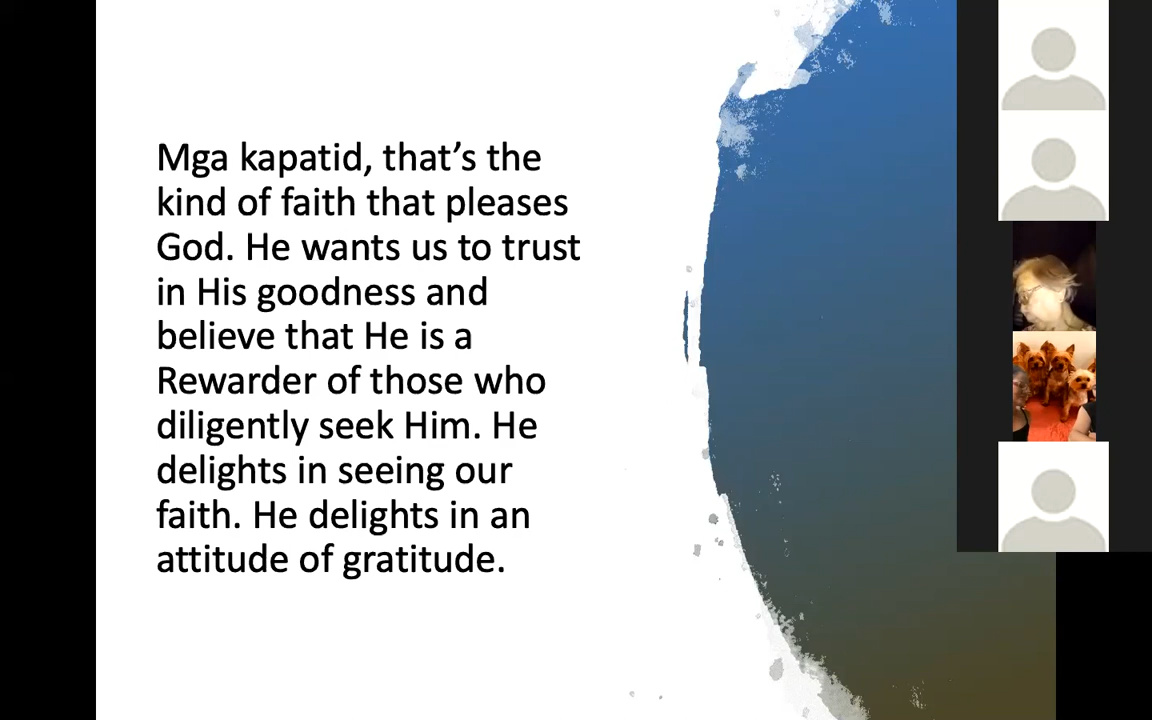 Mga kapatid, that’s the
kind of faith that pleases
God. He wants us to trust
in His goodness and
believe that He is a
Rewarder of those who
diligently seek Him. He
delights in seeing our
faith. He delights in an
attitude of gratitude.